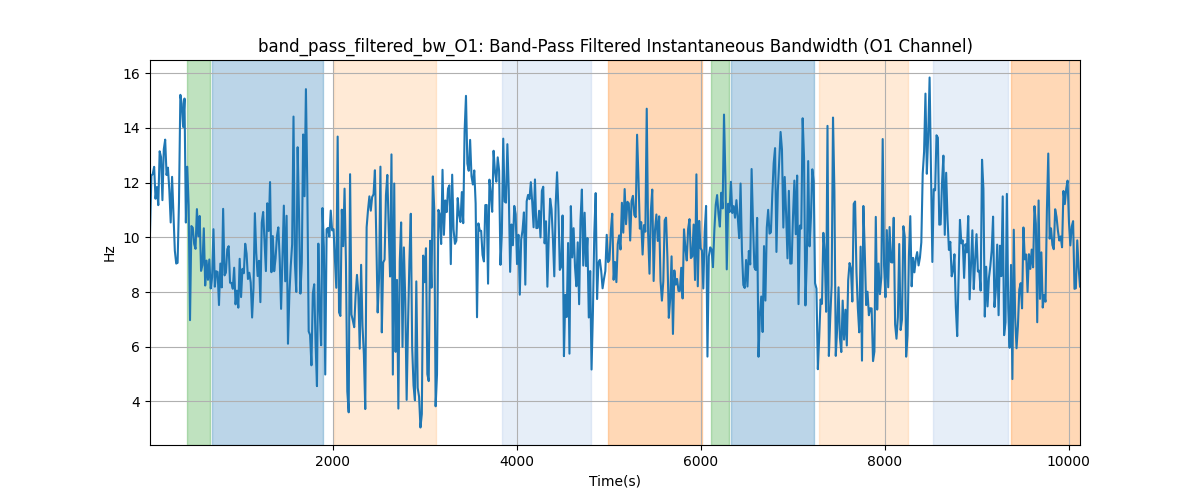 band_pass_filtered_bw_O1: Band-Pass Filtered Instantaneous Bandwidth (O1 Channel)
16
14
12
10
8
6
4
Hz
2000 4000 6000 8000 10000
Time(s)